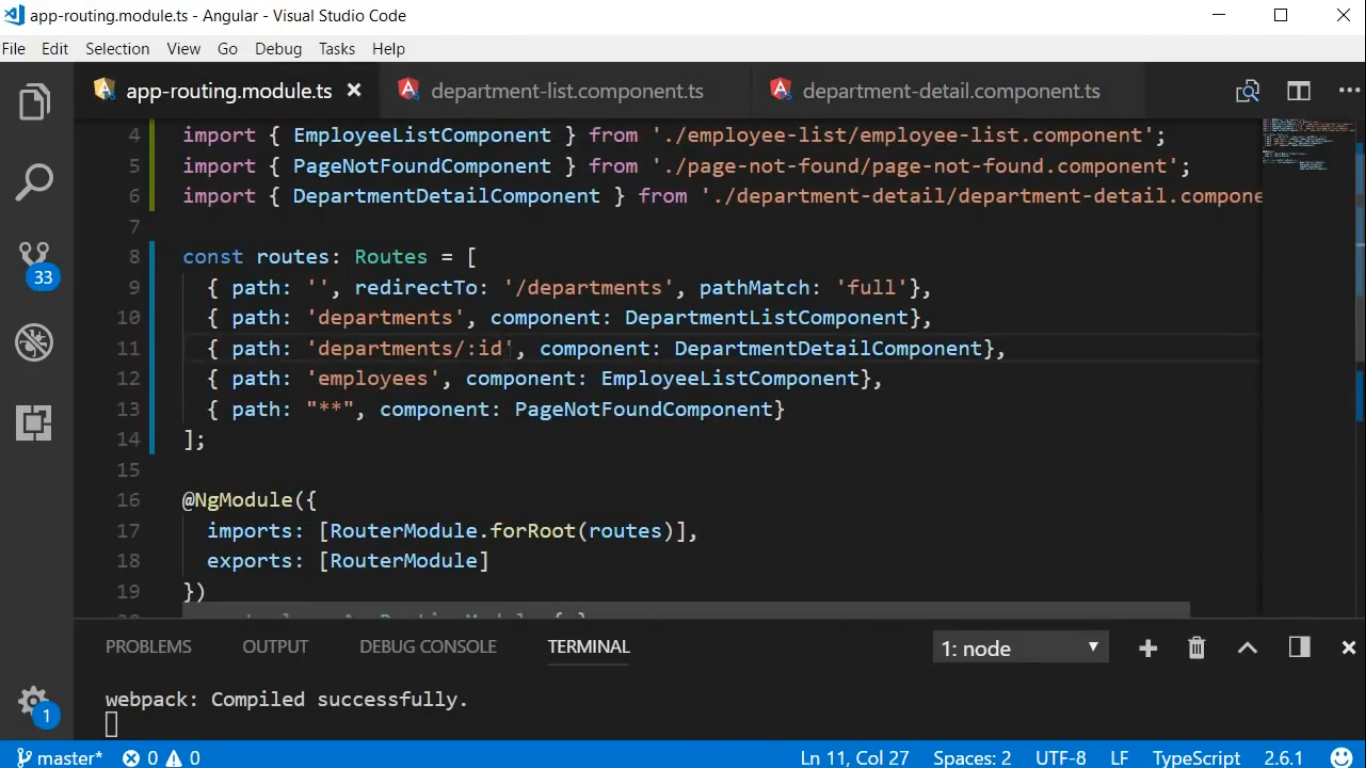 app-routing.module.ts - Angular - Visual Studio Code
File Edit Selection View Go Debug Tasks Help
app-routing.module.ts department-list.component.ts department-detail.component.ts
4 import { EmployeeListComponent } from './employee-list/employee-list.component';
5 import { PageNotFoundComponent } from './page-not-found/page-not-found.component';
6 import { DepartmentDetailComponent } from './department-detail/department-detail.compone
7
8 const routes: Routes = [
9 { path: '', redirectTo: '/departments', pathMatch: 'full'},
10 { path: 'departments', component: DepartmentListComponent},
11 { path: 'departments/:id', component: DepartmentDetailComponent},
12 { path: 'employees', component: EmployeeListComponent},
13 { path: "**", component: PageNotFoundComponent}
14 ];
15
16 @NgModule({
17 imports: [RouterModule.forRoot(routes)],
18 exports: [RouterModule]
19 })
33
PROBLEMS OUTPUT DEBUG CONSOLE TERMINAL 1: node
webpack: Compiled successfully.
1
master* 0 0 Ln 11, Col 27 Spaces: 2 UTF-8 LF TypeScript 2.6.1